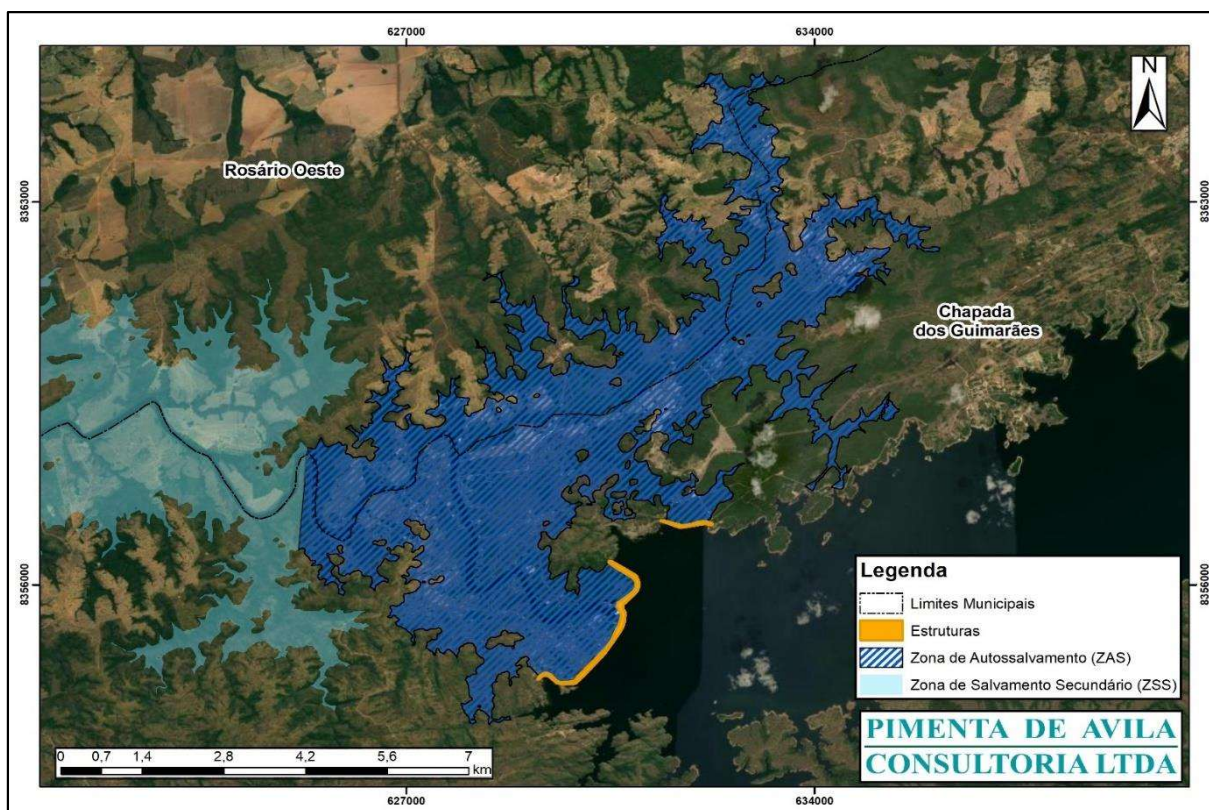 627000
634000
N
8363000
8363000
Rosário Oeste
Chapada
dos Guimarães
8356000
8356000
Legenda
Limites Municipais
Estruturas
Zona de Autossalvamento (ZAS)
Zona de Salvamento Secundário (ZSS)
0 0,7 1,4 2,8 4,2 5,6 7
km
PIMENTA DE AVILA
CONSULTORIA LTDA
627000
634000